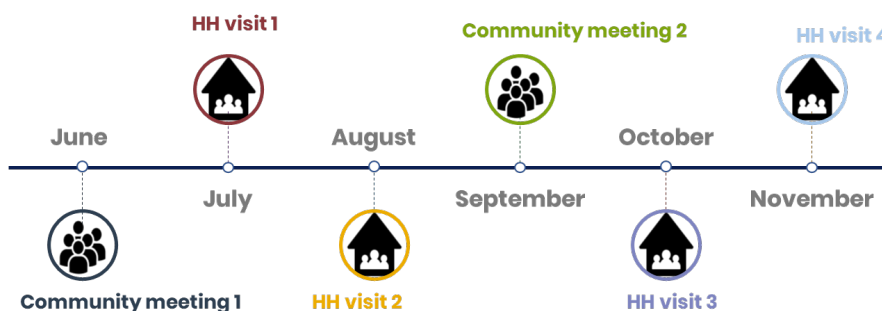 HH visit 1
Community meeting 2
HH visit 4
June
August
October
July
September
November
Community meeting 1
HH visit 2
HH visit 3